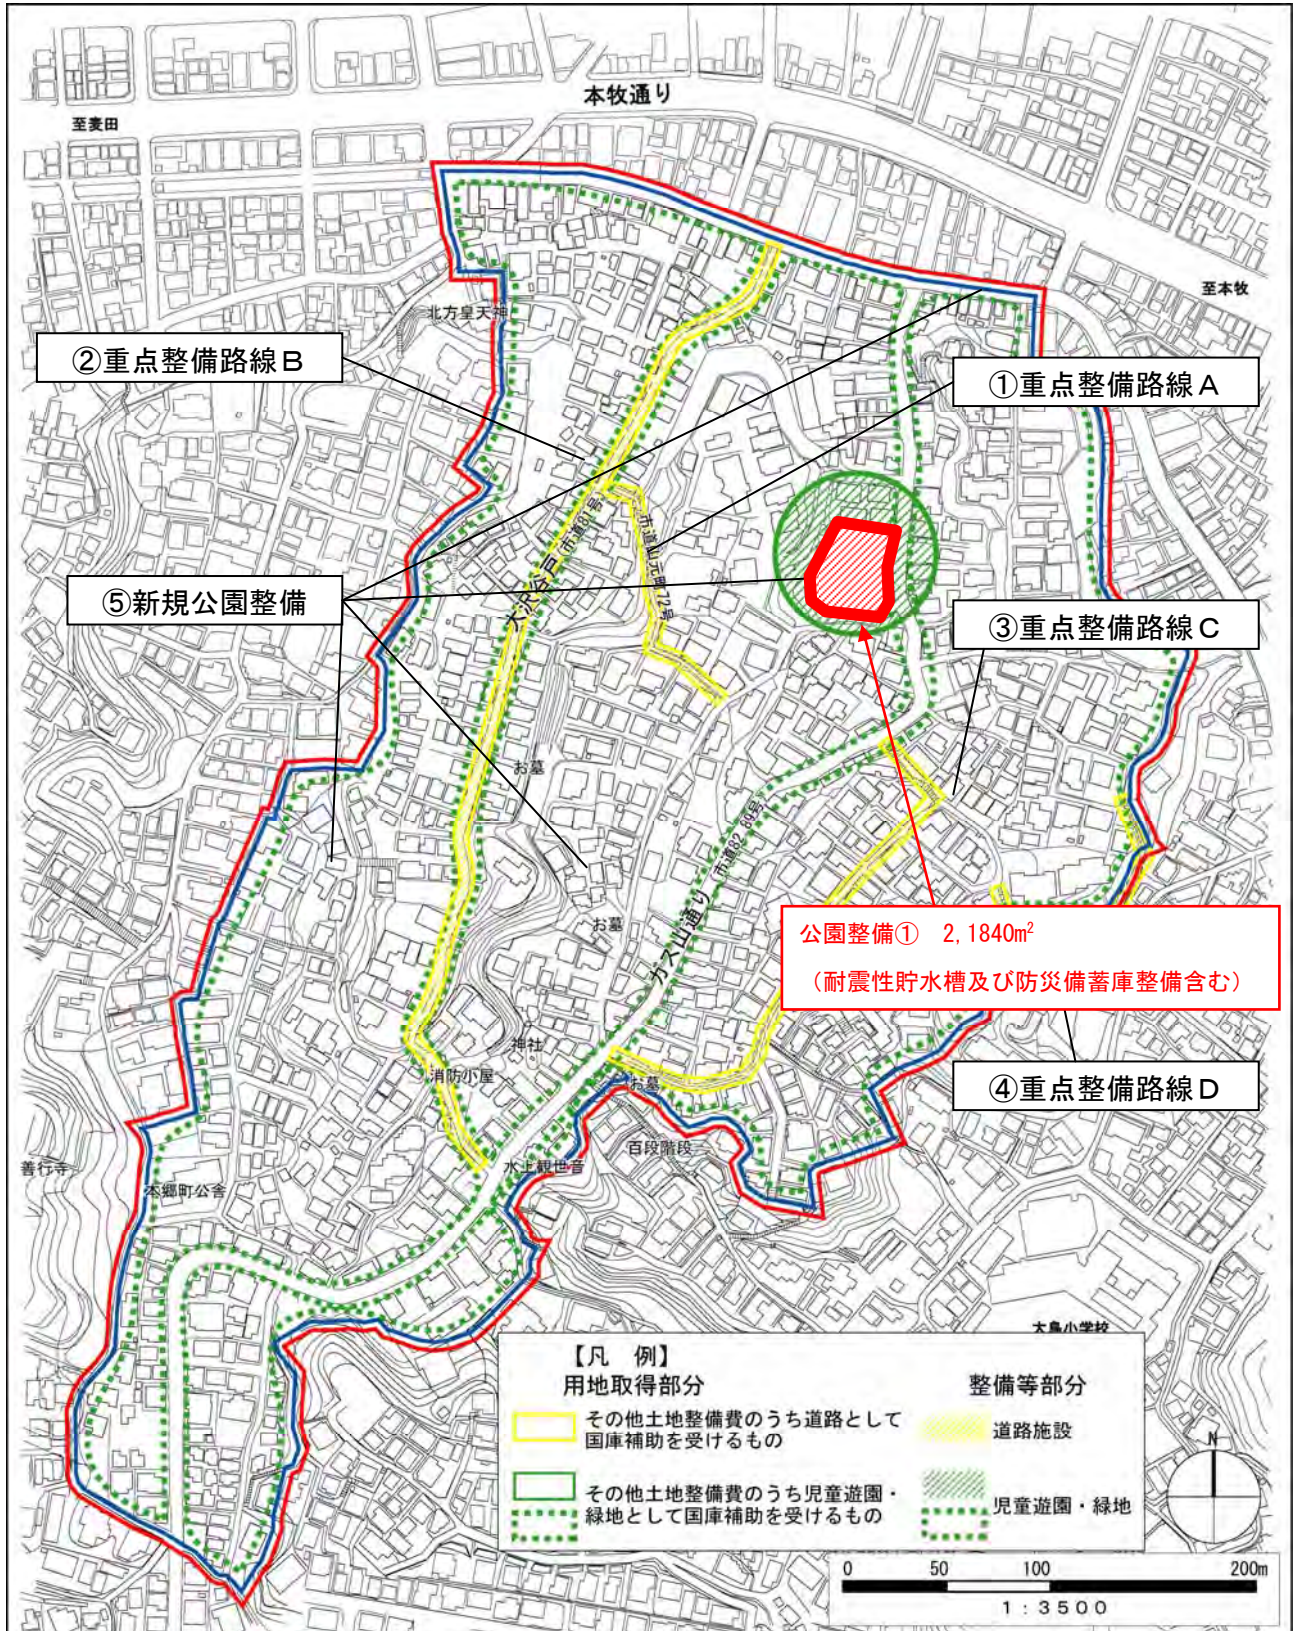 本牧通り
至麦田
至本牧
北方皇天神
②重点整備路線B
①重点整備路線A
大沢谷戸(市道81号)
市道山元町72号
⑤新規公園整備
③重点整備路線C
お墓
ガス山通り 市道82,89号
お墓
公園整備① 2,1840m²
(耐震性貯水槽及び防災備蓄庫整備含む)
神社
消防小屋
お墓
④重点整備路線D
百段階段
水上観世音
善行寺
本郷町公舎
大鳥小学校
【凡 例】
用地取得部分
整備等部分
その他土地整備費のうち道路として
国庫補助を受けるもの
道路施設
その他土地整備費のうち児童遊園・
緑地として国庫補助を受けるもの
児童遊園・緑地
N
0 50 100 200m
1:3500